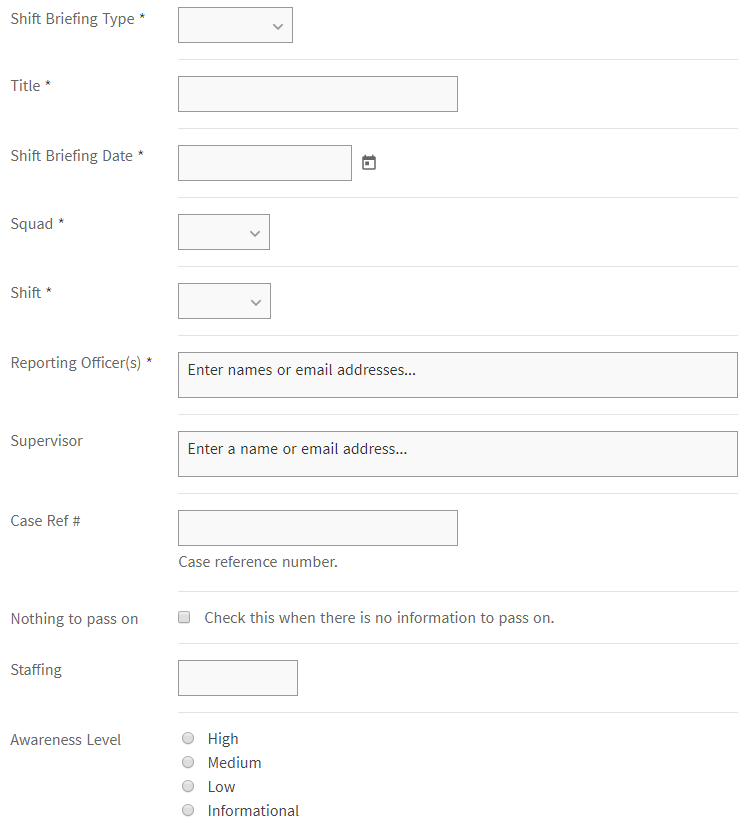 Shift Briefing Type *
Title *
Shift Briefing Date *
Squad *
Shift *
Reporting Officer(s) *
Enter names or email addresses...
Supervisor
Enter a name or email address...
Case Ref #
Case reference number.
Nothing to pass on
Check this when there is no information to pass on.
Staffing
Awareness Level
High
Medium
Low
Informational